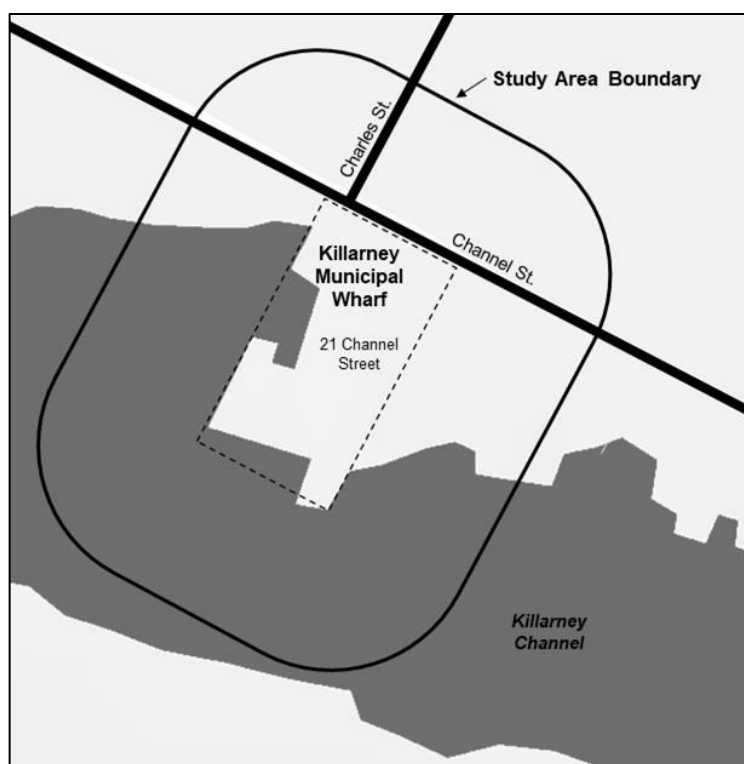 Study Area Boundary
Charles St.
Channel St.
Killarney
Municipal
Wharf
21 Channel
Street
Killarney
Channel